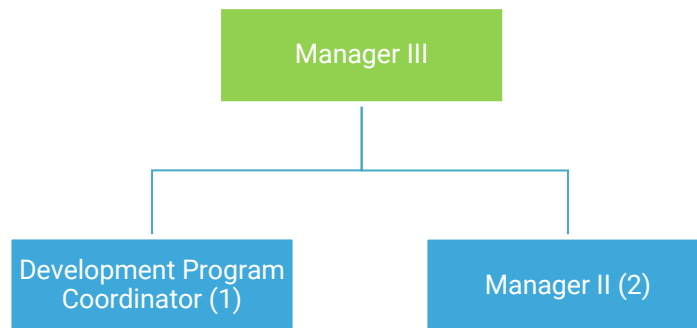 Manager III
Development Program
Coordinator (1)
Manager II (2)